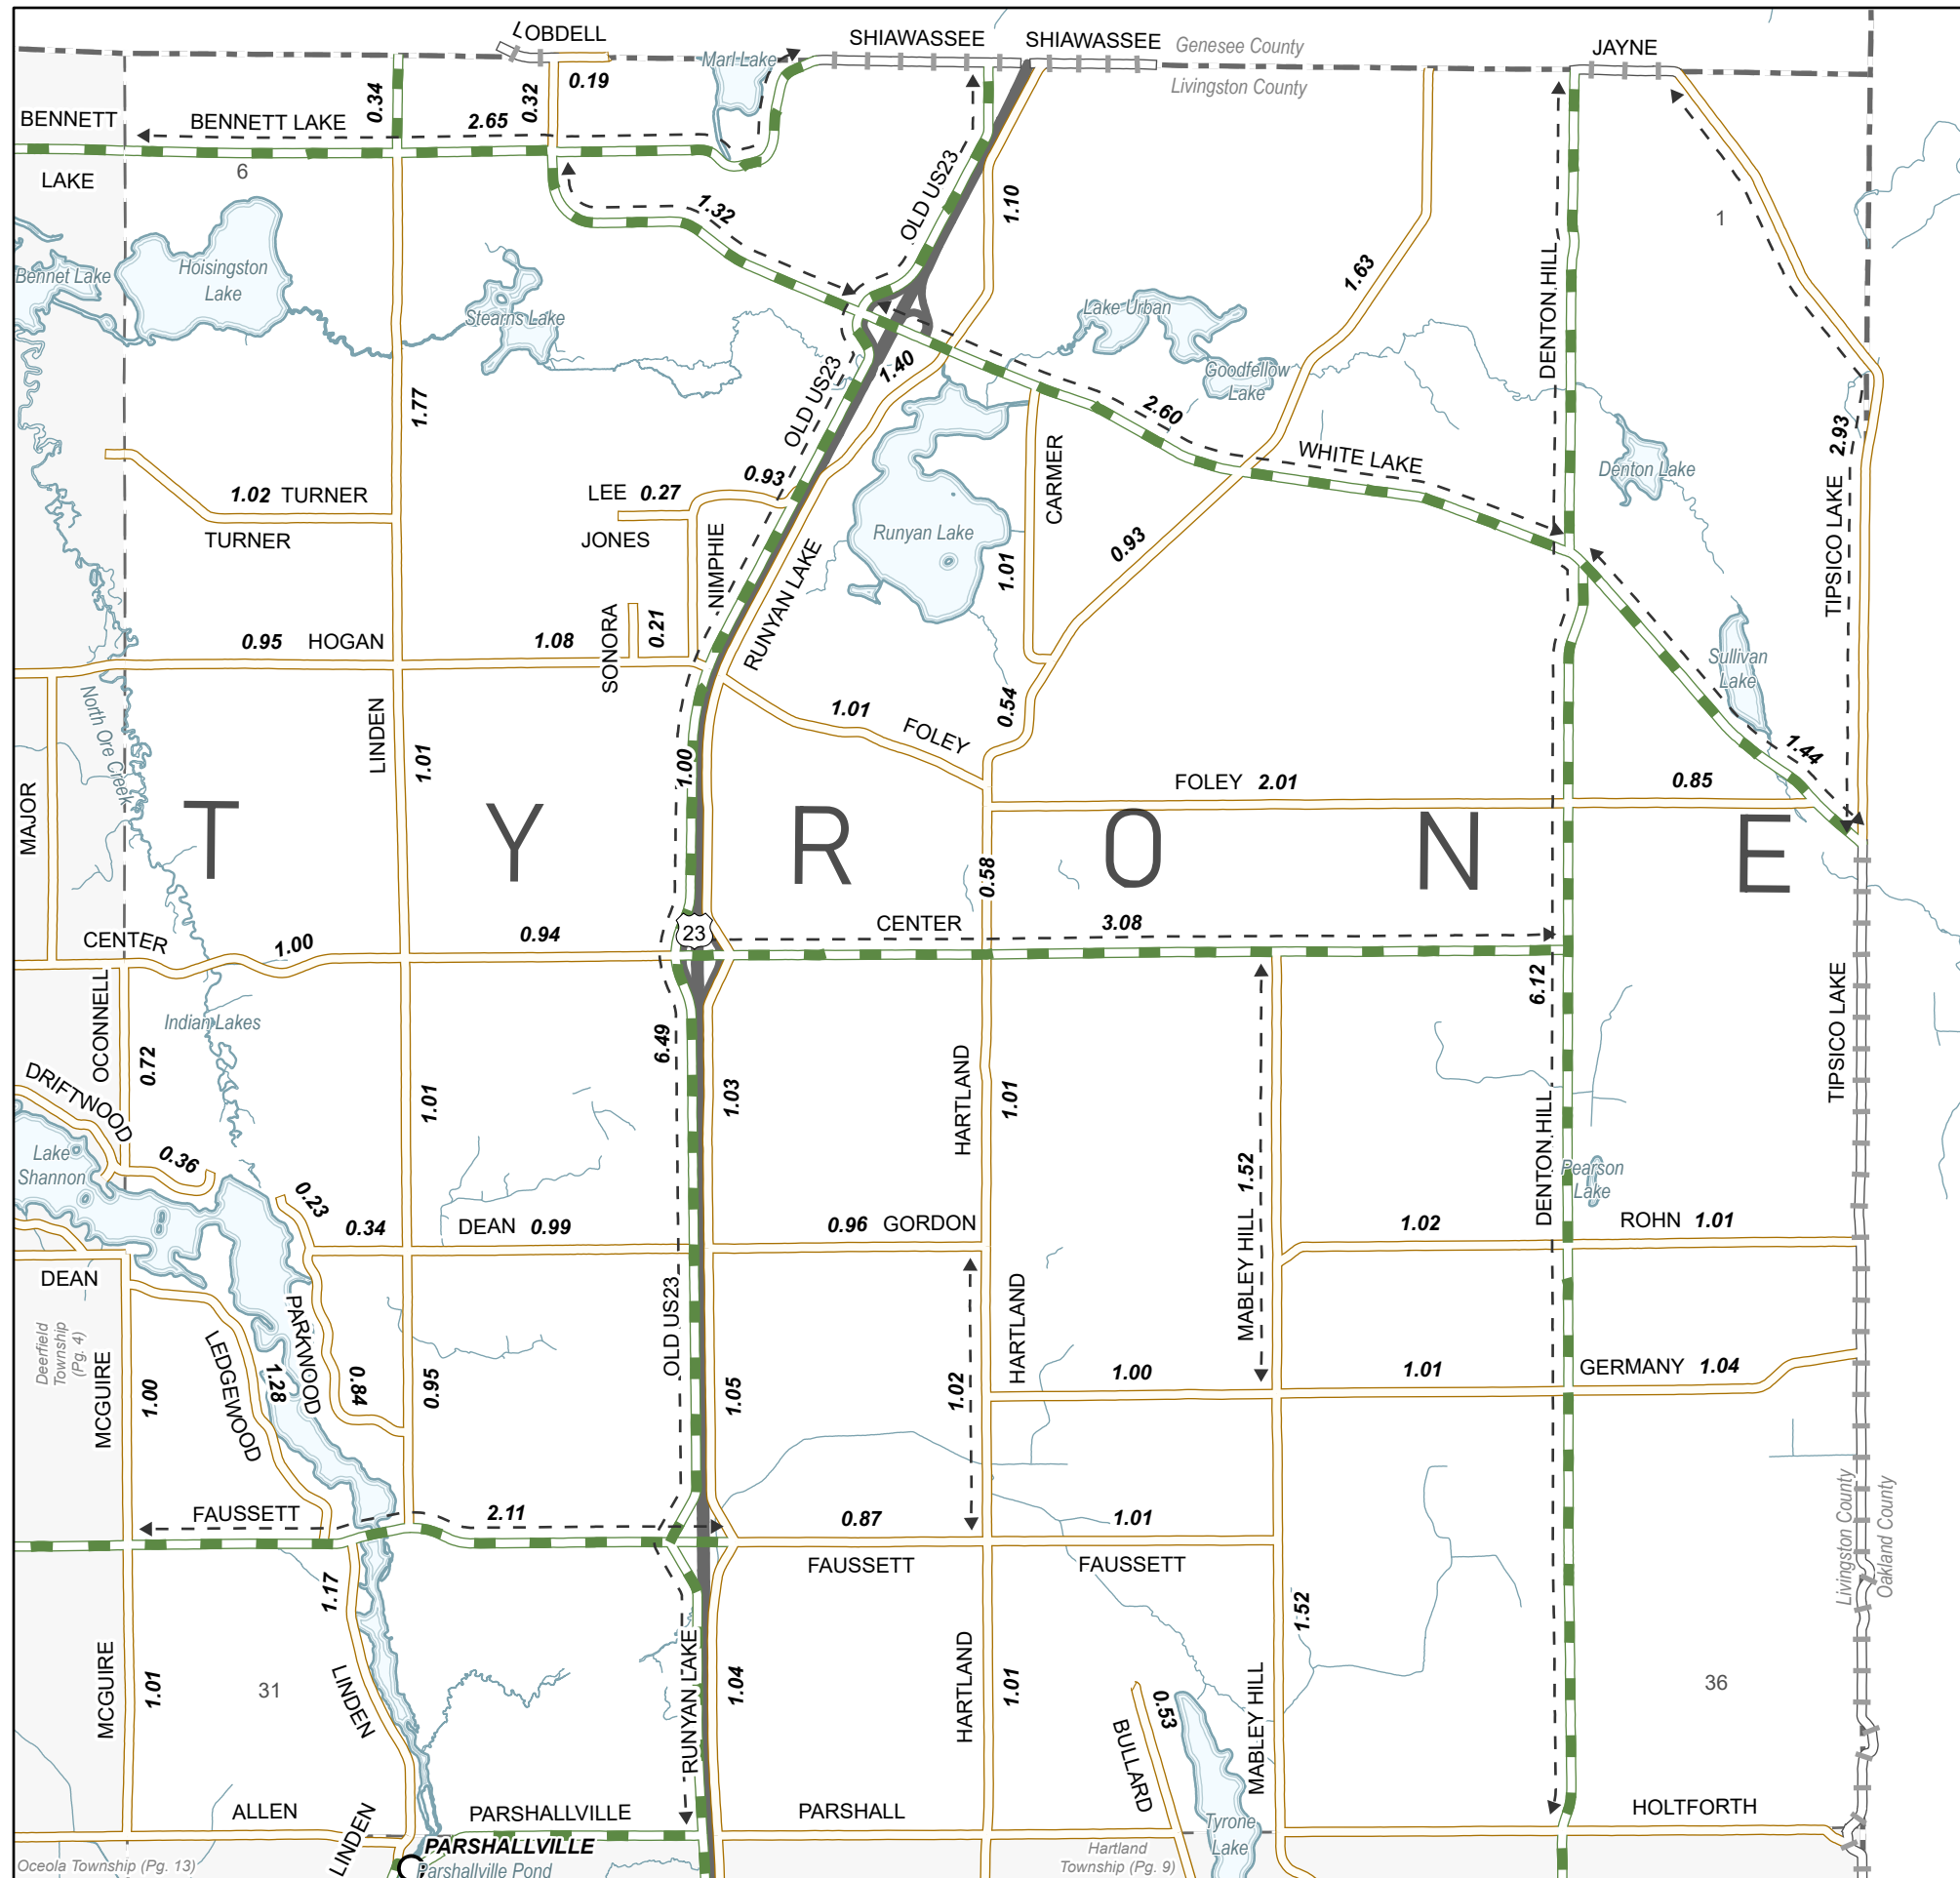 LOBDELL
SHIAWASSEE
SHIAWASSEE
Genesee County
Livingston County
JAYNE
0.19
Marl Lake
0.34
0.32
BENNETT
LAKE
BENNETT LAKE
2.65
6
1
1.32
OLD US23
1.10
1.63
DENTON HILL
Bennet Lake
Hoisington
Lake
Stearns Lake
Lake Urban
Goodfellow
Lake
1.77
OLD US23
1.40
2.60
WHITE LAKE
CARMER
Denton Lake
2.93
TIPSICO LAKE
1.02 TURNER
TURNER
LEE 0.27
JONES
0.93
NIMPHIE
RUNYAN LAKE
Runyan Lake
1.01
0.93
0.95 HOGAN
1.08
SONORA
0.21
North Ore Creek
LINDEN
1.01
1.00
1.01
FOLEY
0.54
Sullivan
Lake
1.44
FOLEY 2.01
0.85
MAJOR
T Y R O N E
0.58
CENTER
1.00
0.94
23
CENTER
3.08
6.12
OCONNELL
0.72
Indian Lakes
DRIFTWOOD
0.36
Lake
Shannon
1.01
6.49
1.03
HARTLAND
1.01
MABLEY HILL 1.52
DENTON HILL
Pearson
Lake
TIPSICO LAKE
0.23
0.34
DEAN 0.99
0.96 GORDON
1.02
ROHN 1.01
DEAN
Deerfield
Township
(Pg. 4)
MCGUIRE
1.00
LEDGEWOOD
1.28
PARKWOOD
0.84
0.95
OLD US23
1.05
1.02
HARTLAND
1.00
1.01
GERMANY 1.04
FAUSSETT
2.11
0.87
1.01
FAUSSETT
FAUSSETT
Livingston County
Oakland County
1.17
MCGUIRE
1.01
31
LINDEN
RUNYAN LAKE
1.04
HARTLAND
1.01
BULLARD
0.53
MABLEY HILL
1.52
36
ALLEN
LINDEN
PARSHALLVILLE
PARSHALL
HOLTFORTH
Tyrone
Lake
PARSHALLVILLE
Parshallville Pond
Oceola Township (Pg. 13)
Hartland
Township (Pg. 9)